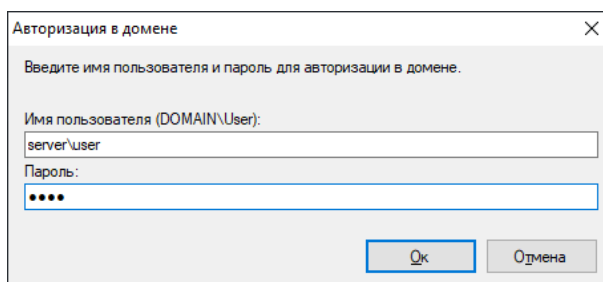 Авторизация в домене
Введите имя пользователя и пароль для авторизации в домене.
Имя пользователя (DOMAIN\User):
server\user
Пароль:
●●●●
Ок
Отмена